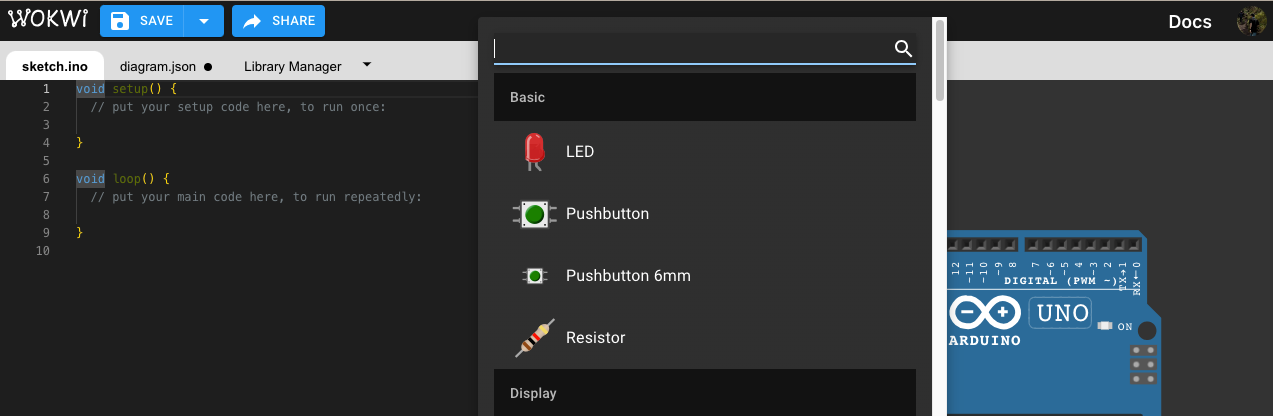 WOKWi SAVE SHARE Docs
sketch.ino diagram.json Library Manager
1 void setup() {
2 // put your setup code here, to run once:
3
4 }
5
6 void loop() {
7 // put your main code here, to run repeatedly:
8
9 }
10
Basic
LED
Pushbutton
Pushbutton 6mm
Resistor
Display
12
~11
~10
~9
8
7
~6
~5
4
~3
2
TX→1
RX←0
DIGITAL (PWM ~)
UNO
ON
ARDUINO